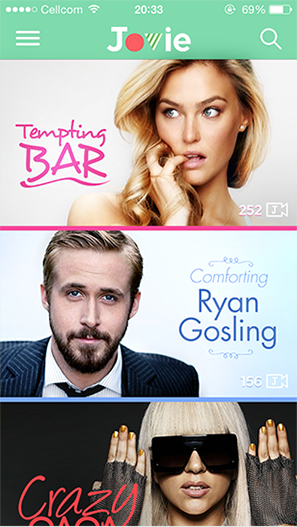 Cellcom 20:33 69%
Jovie
Tempting
BAR
252
Comforting
Ryan
Gosling
156
Crazy